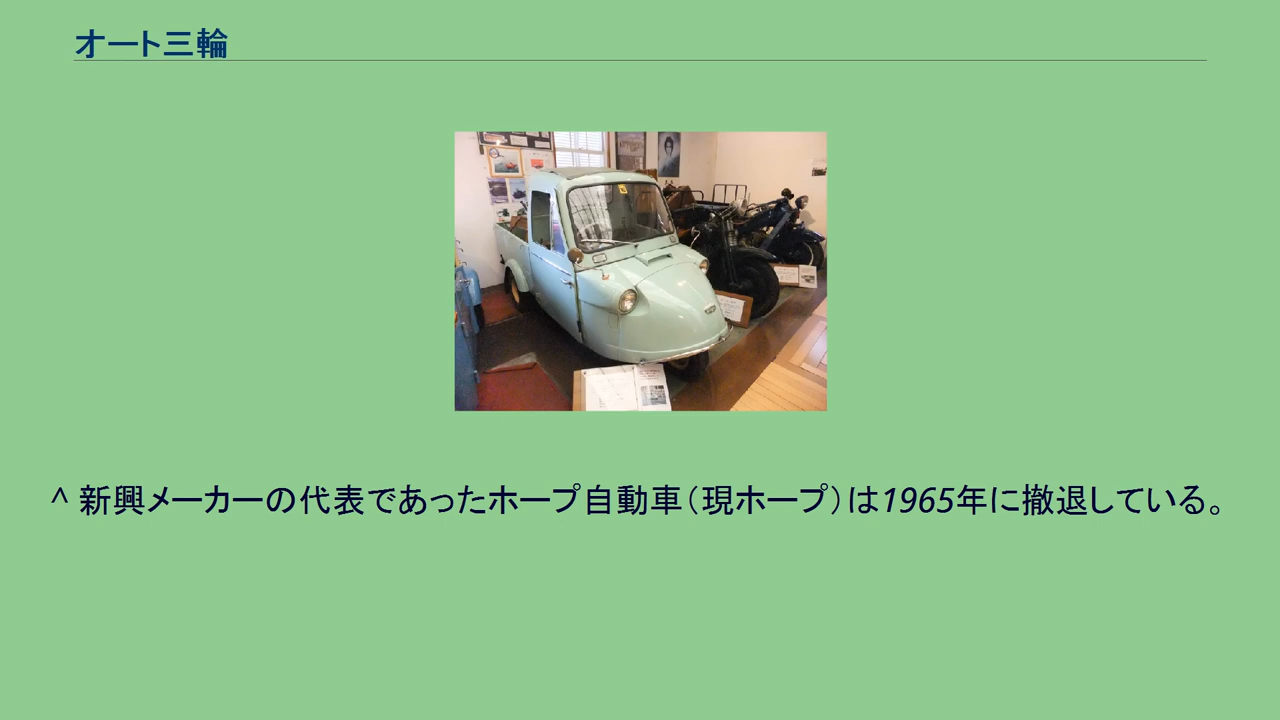 オート三輪
^ 新興メーカーの代表であったホープ自動車（現ホープ）は1965年に撤退している。